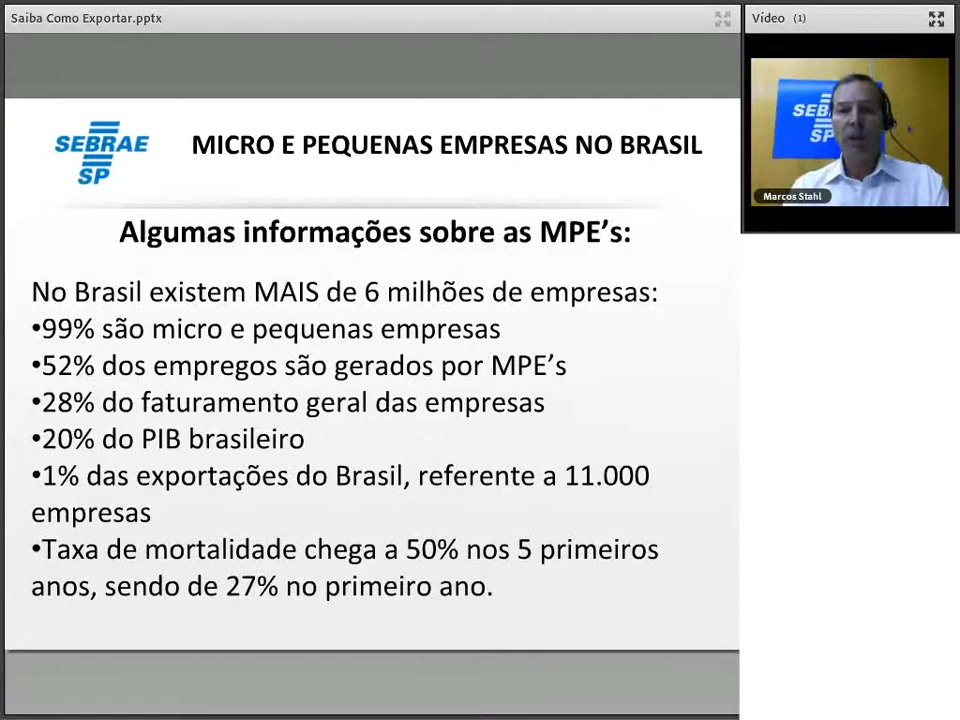 Saiba Como Exportar.pptx
Vídeo (1)
SEBRAE
SP
MICRO E PEQUENAS EMPRESAS NO BRASIL
SEB
SP
Marcos Stahl
Algumas informações sobre as MPE’s:
No Brasil existem MAIS de 6 milhões de empresas:
•99% são micro e pequenas empresas
•52% dos empregos são gerados por MPE’s
•28% do faturamento geral das empresas
•20% do PIB brasileiro
•1% das exportações do Brasil, referente a 11.000
empresas
•Taxa de mortalidade chega a 50% nos 5 primeiros
anos, sendo de 27% no primeiro ano.